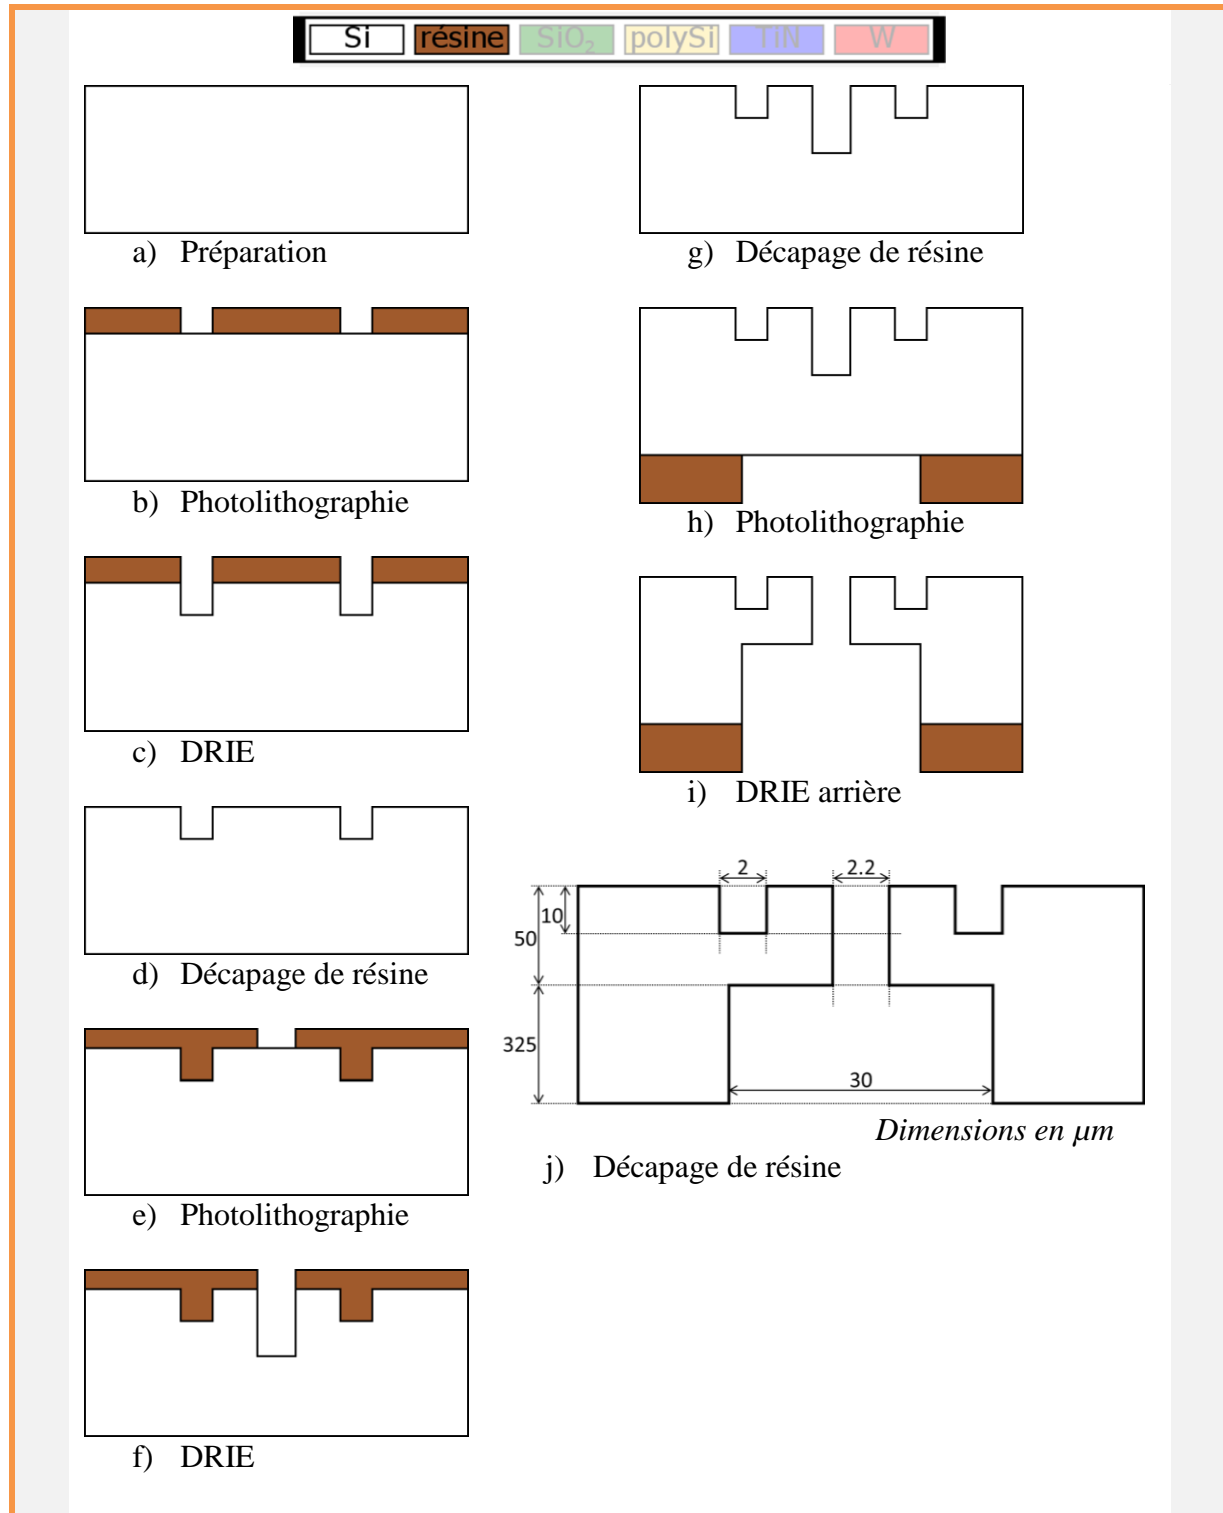 Si résine SiO₂ polySi TiN W
a) Préparation
b) Photolithographie
c) DRIE
d) Décapage de résine
e) Photolithographie
f) DRIE
g) Décapage de résine
h) Photolithographie
i) DRIE arrière
2 2.2
10
50
325
30
Dimensions en µm
j) Décapage de résine